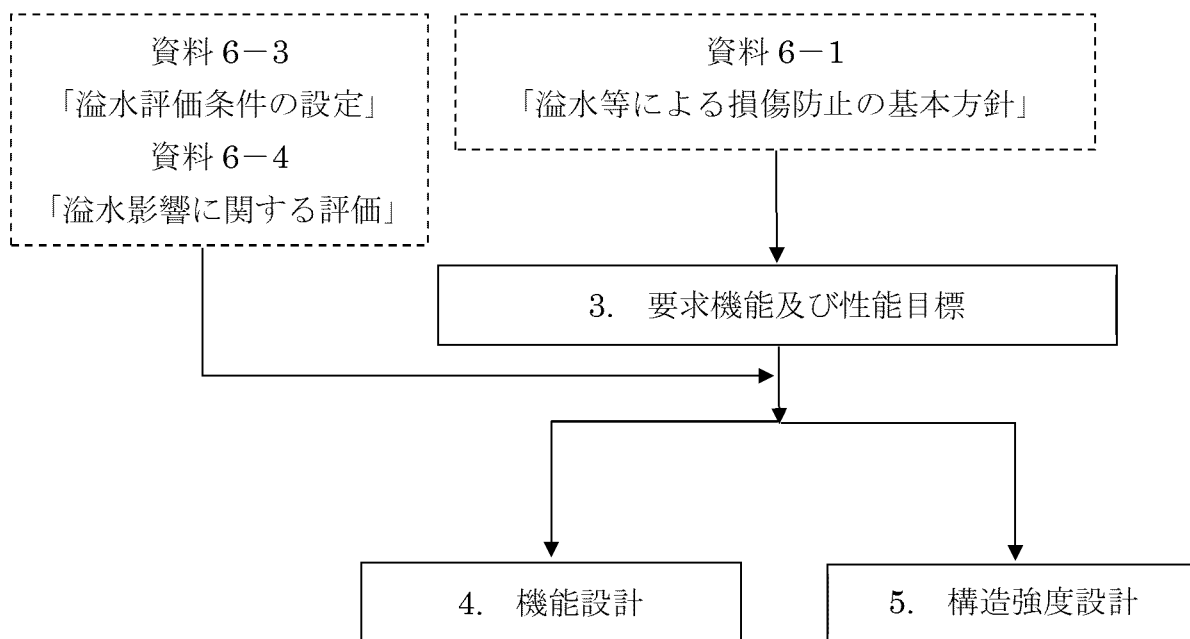 資料 6－3
「溢水評価条件の設定」
資料 6－4
「溢水影響に関する評価」
資料 6－1
「溢水等による損傷防止の基本方針」
3.　要求機能及び性能目標
4.　機能設計
5.　構造強度設計